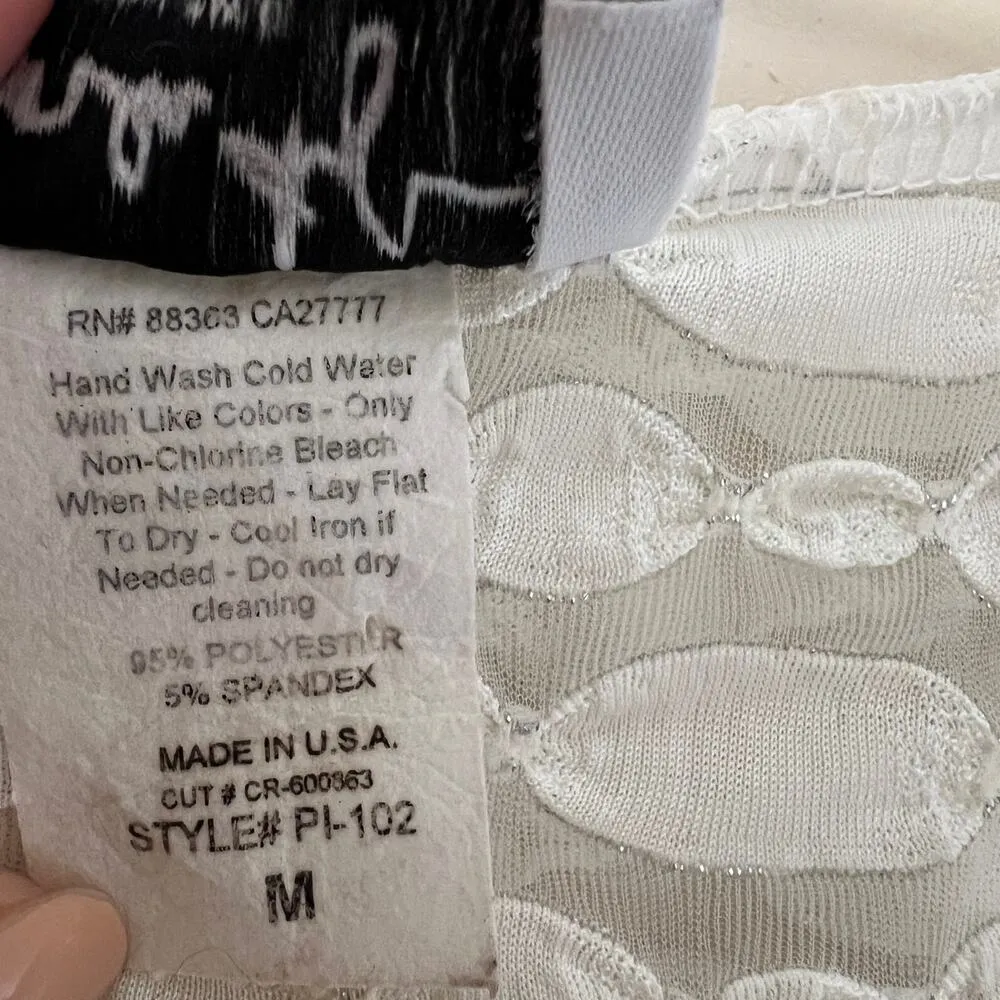 RN# 88363 CA27777
Hand Wash Cold Water
With Like Colors - Only
Non-Chlorine Bleach
When Needed - Lay Flat
To Dry - Cool Iron if
Needed - Do not dry
cleaning
95% POLYESTER
5% SPANDEX
MADE IN U.S.A.
CUT # CR-600863
STYLE# PI-102
M